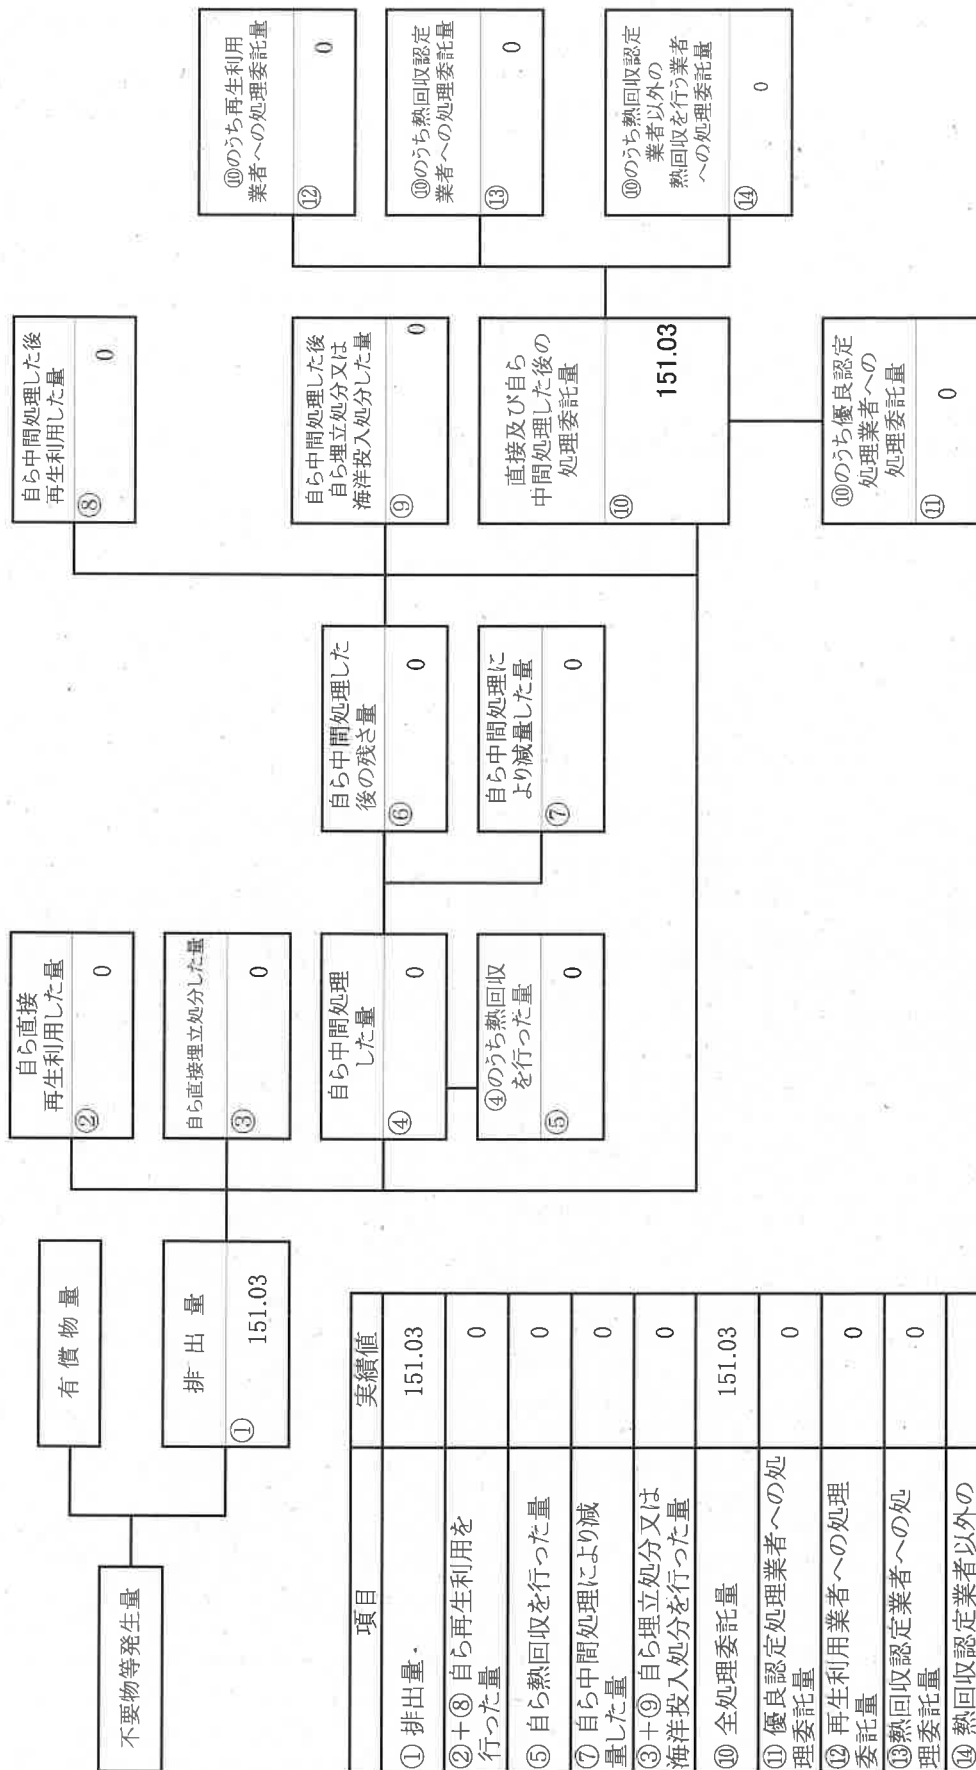 不要物等発生量
有償物量
排出量
①
151.03
自ら直接
再生利用した量
②
0
自ら直接埋立処分した量
③
0
自ら中間処理
した量
④
0
④のうち熱回収
を行った量
⑤
0
自ら中間処理した
後の残さ量
⑥
0
自ら中間処理に
より減量した量
⑦
0
自ら中間処理した後
再生利用した量
⑧
0
自ら中間処理した後
自ら埋立処分又は
海洋投入処分した量
⑨
0
直接及び自ら
中間処理した後の
処理委託量
⑩
151.03
⑩のうち優良認定
処理業者への
処理委託量
⑪
0
⑩のうち再生利用
業者への処理委託量
⑫
0
⑩のうち熱回収認定
業者への処理委託量
⑬
0
⑩のうち熱回収認定
業者以外の
熱回収を行う業者
への処理委託量
⑭
0
項目
実績値
①排出量
151.03
②+⑧自ら再生利用を
行った量
0
⑤自ら熱回収を行った量
0
⑦自ら中間処理により減
量した量
0
③+⑨自ら埋立処分又は
海洋投入処分を行った量
0
⑩全処理委託量
151.03
⑪優良認定処理業者への処
理委託量
0
⑫再生利用業者への処理
委託量
0
⑬熱回収認定業者への処
理委託量
0
⑭熱回収認定業者以外の